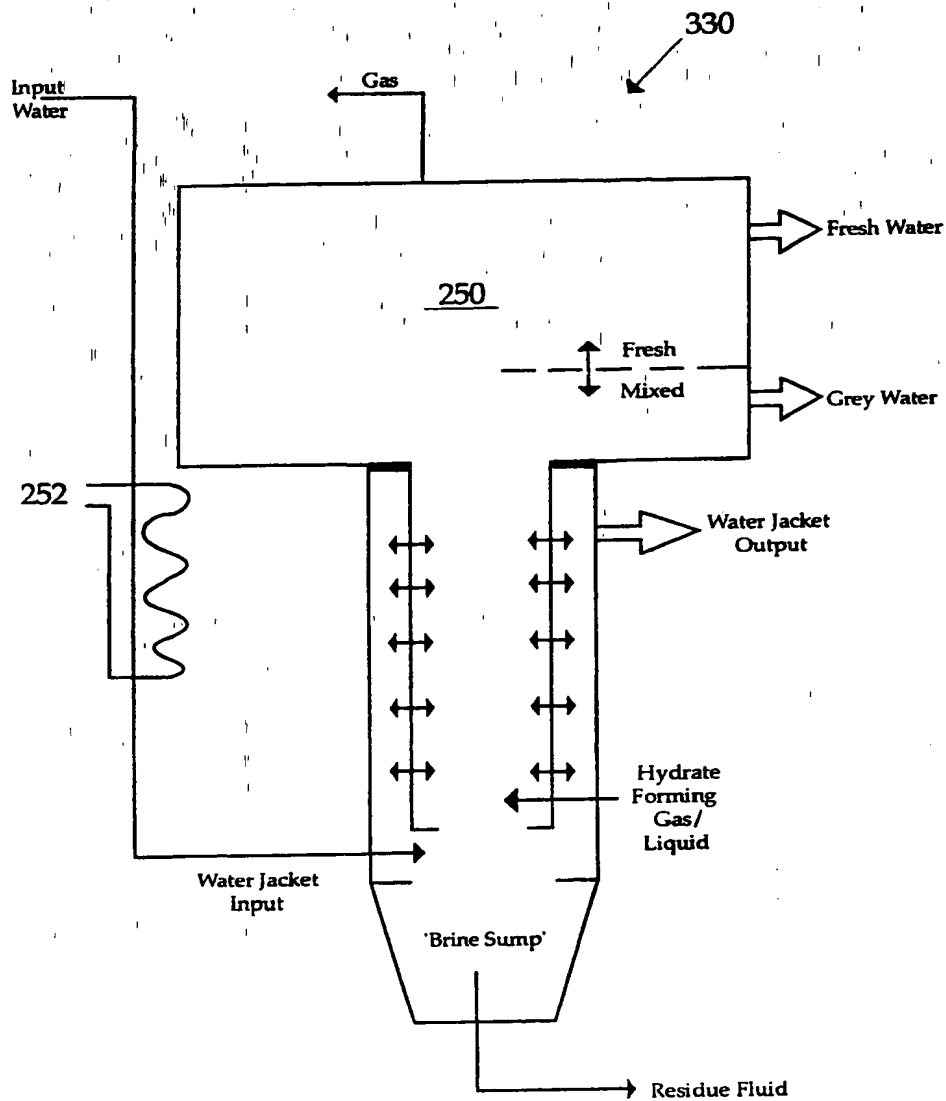 330
Input
Water
Gas
Fresh Water
250
Fresh
Mixed
Grey Water
252
Water Jacket
Output
Hydrate
Forming
Gas/
Liquid
Water Jacket
Input
'Brine Sump'
Residue Fluid